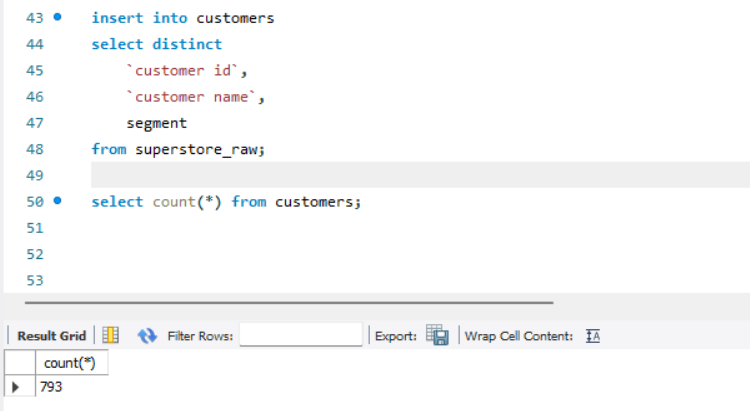 43 insert into customers
44 select distinct
45 `customer id`,
46 `customer name`,
47 segment
48 from superstore_raw;
49
50 select count(*) from customers;
51
52
53
Result Grid Filter Rows: Export: Wrap Cell Content: IA
count(*)
793